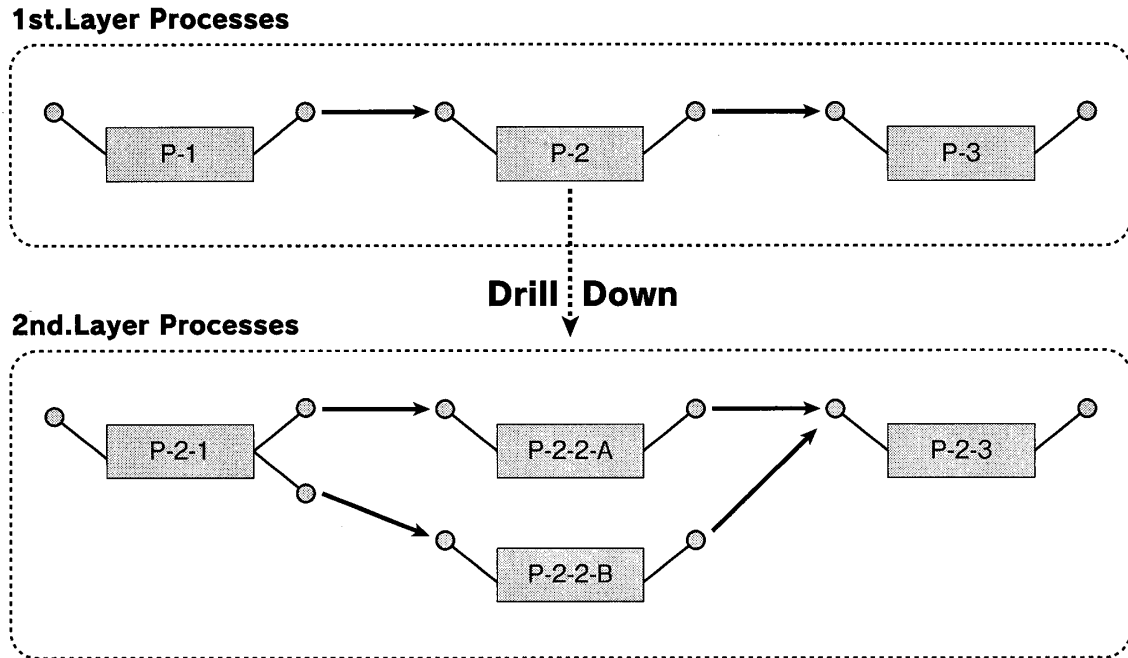 1st.Layer Processes
P-1
P-2
P-3
Drill Down
2nd.Layer Processes
P-2-1
P-2-2-A
P-2-3
P-2-2-B